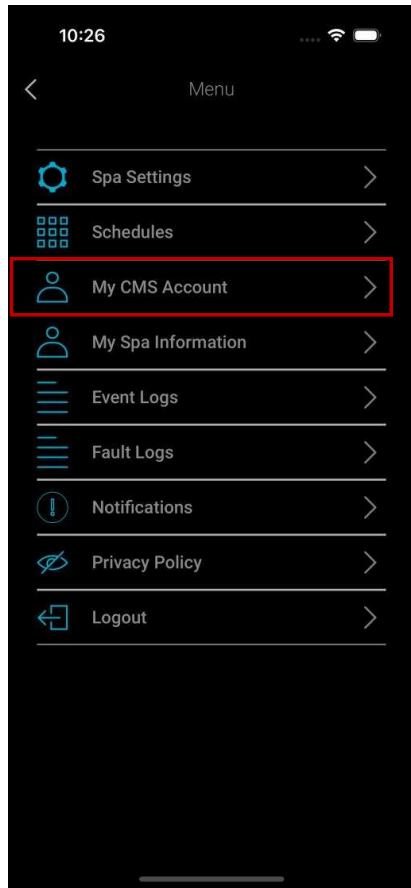 10:26
Menu
Spa Settings
Schedules
My CMS Account
My Spa Information
Event Logs
Fault Logs
Notifications
Privacy Policy
Logout